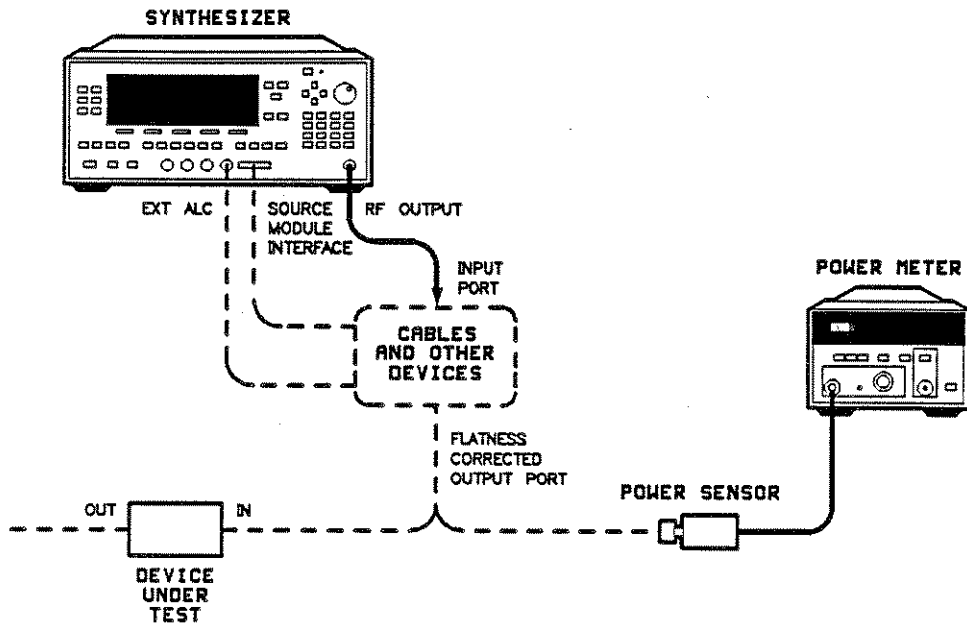 SYNTHESIZER
EXT ALC
SOURCE
MODULE
INTERFACE
RF OUTPUT
INPUT
PORT
POWER METER
CABLES
AND OTHER
DEVICES
FLATNESS
CORRECTED
OUTPUT PORT
POWER SENSOR
OUT
IN
DEVICE
UNDER
TEST